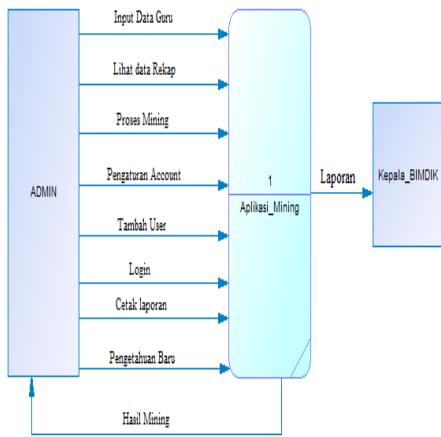 Input Data Guru
Lihat data Rekap
Proses Mining
Pengaturan Account
ADMIN
Tambah User
Login
Cetak laporan
Pengetahuan Baru
Hasil Mining
1
Aplikasi_Mining
Laporan
Kepala_BIMDIK